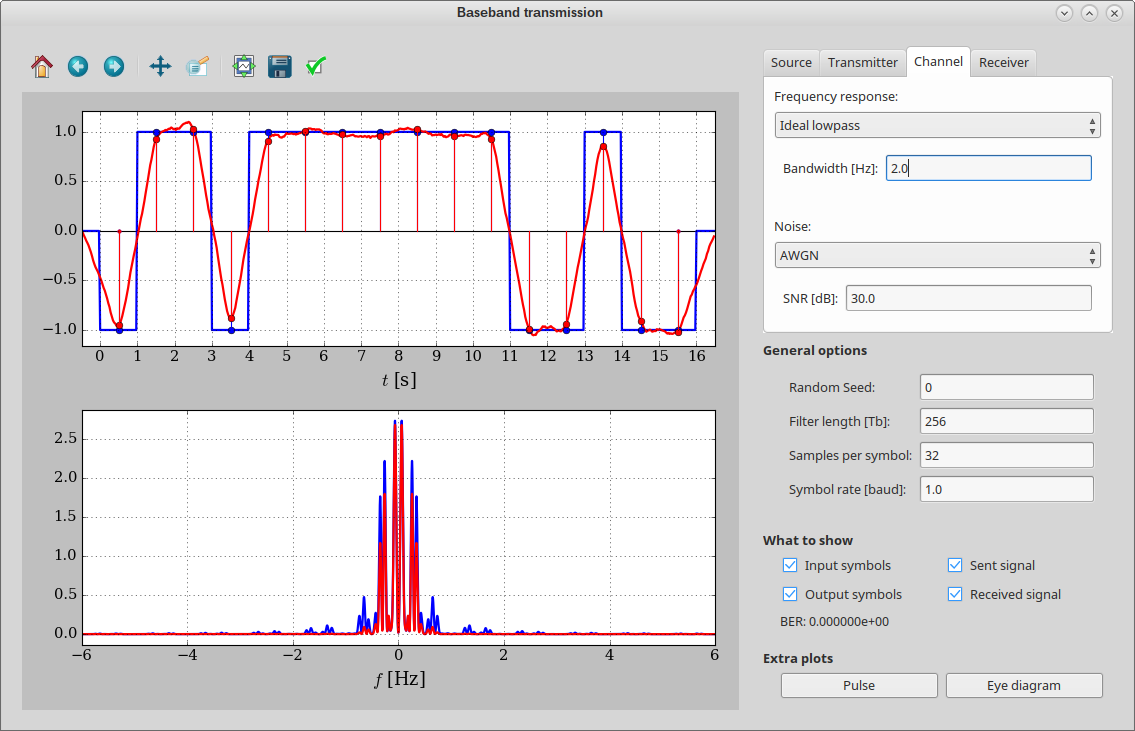 Baseband transmission
Source Transmitter Channel Receiver
Frequency response:
Ideal lowpass
Bandwidth [Hz]: 2.0
Noise:
AWGN
SNR [dB]: 30.0
General options
Random Seed: 0
Filter length [Tb]: 256
Samples per symbol: 32
Symbol rate [baud]: 1.0
What to show
Input symbols Sent signal
Output symbols Received signal
BER: 0.000000e+00
Extra plots
Pulse Eye diagram
1.0
0.5
0.0
−0.5
−1.0
0 1 2 3 4 5 6 7 8 9 10 11 12 13 14 15 16
t [s]
2.5
2.0
1.5
1.0
0.5
0.0
−6 −4 −2 0 2 4 6
f [Hz]